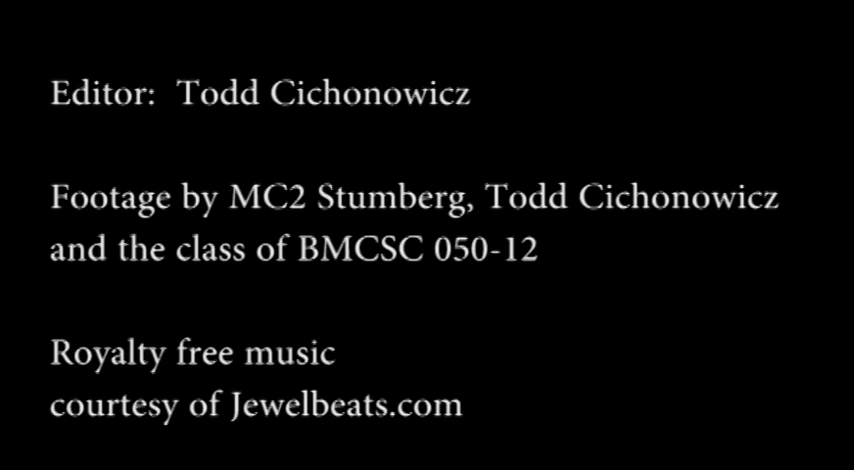 Editor:  Todd Cichonowicz
Footage by MC2 Stumberg, Todd Cichonowicz
and the class of BMCSC 050-12
Royalty free music
courtesy of Jewelbeats.com